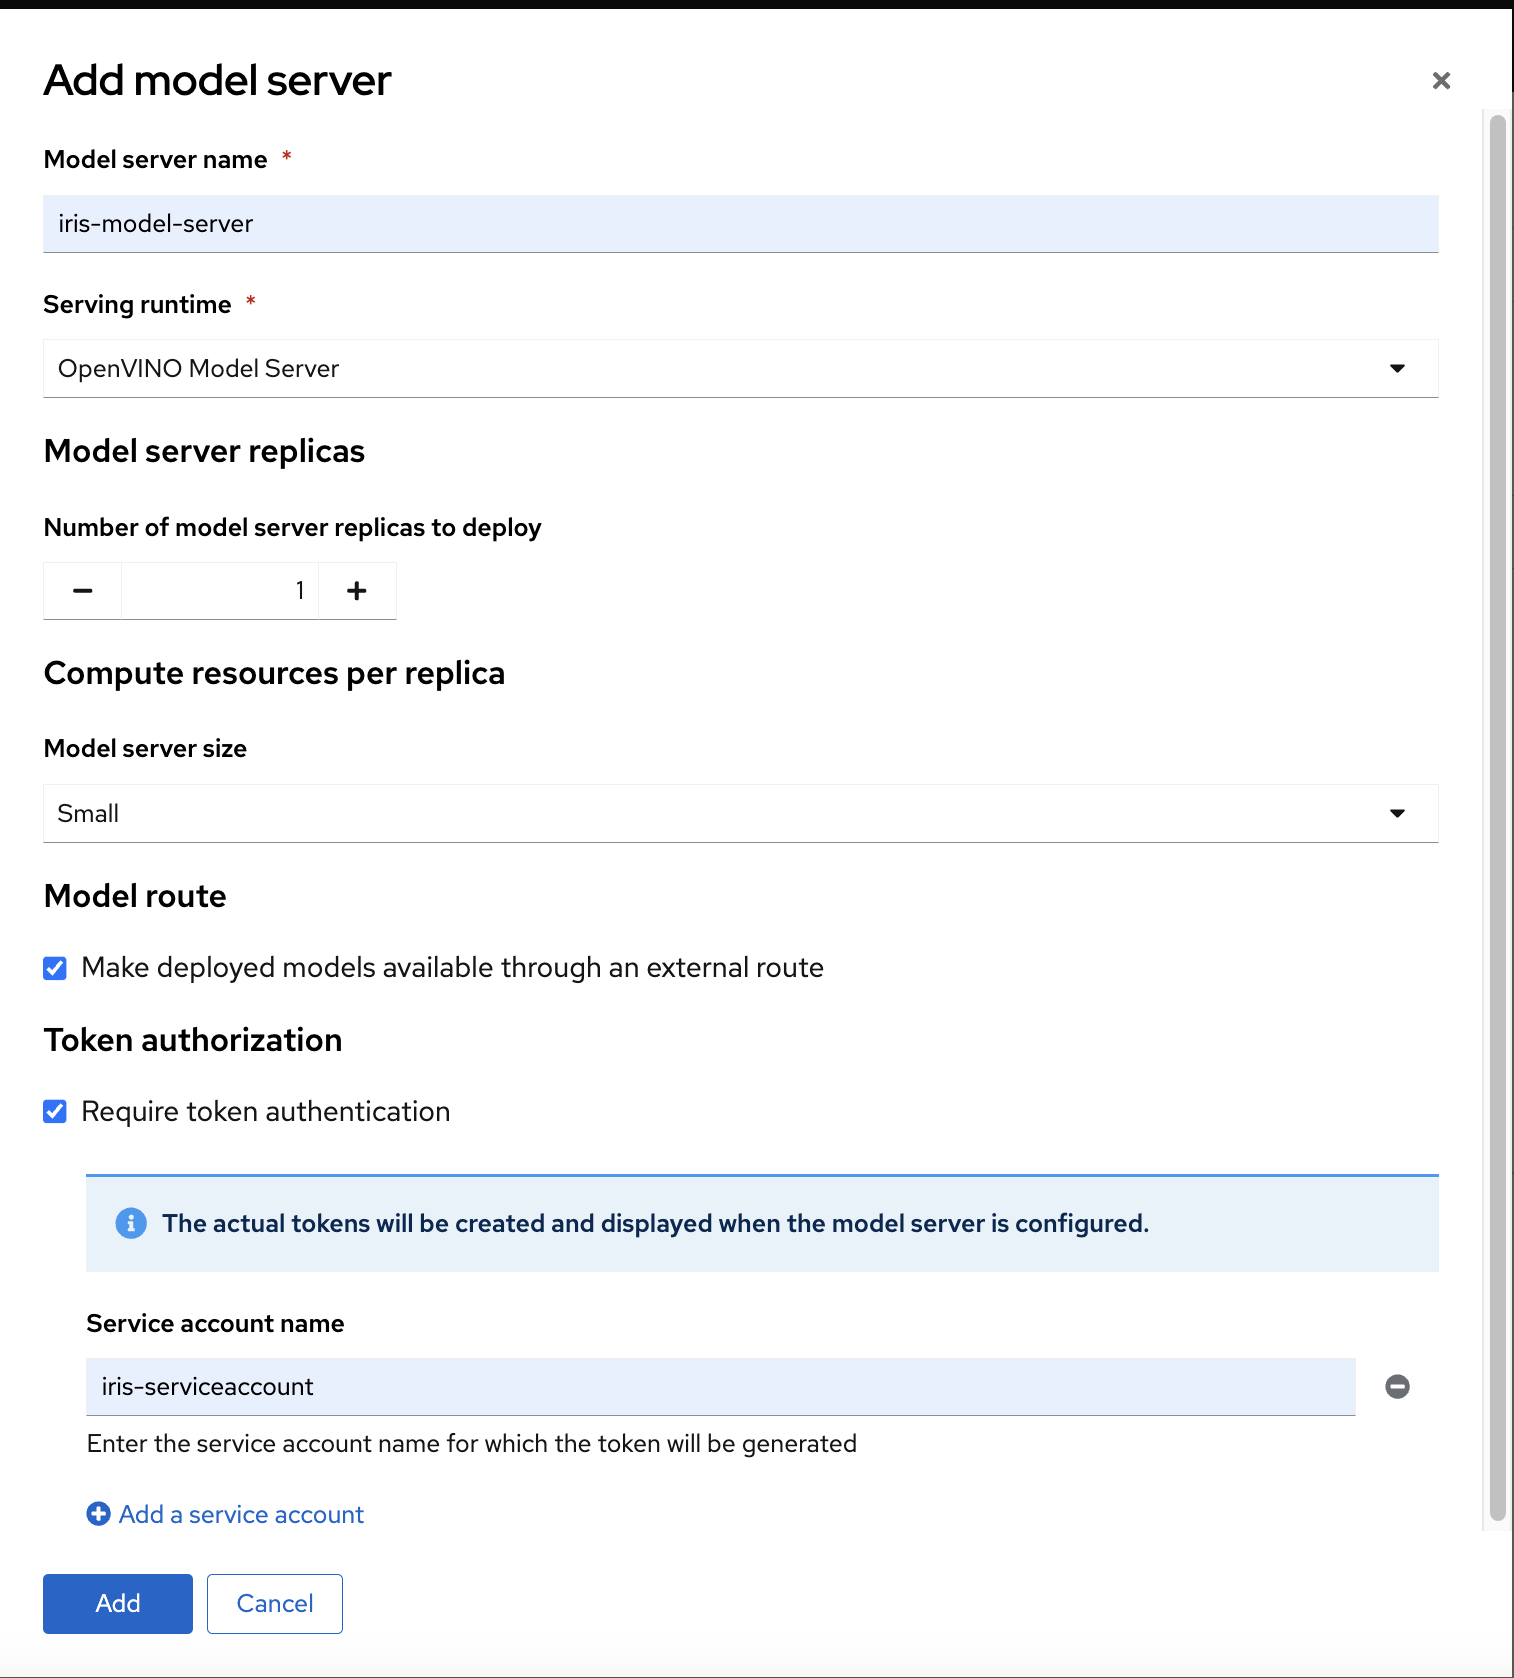 Add model server
Model server name *
iris-model-server
Serving runtime *
OpenVINO Model Server
Model server replicas
Number of model server replicas to deploy
1
Compute resources per replica
Model server size
Small
Model route
Make deployed models available through an external route
Token authorization
Require token authentication
The actual tokens will be created and displayed when the model server is configured.
Service account name
iris-serviceaccount
Enter the service account name for which the token will be generated
Add a service account
Add Cancel